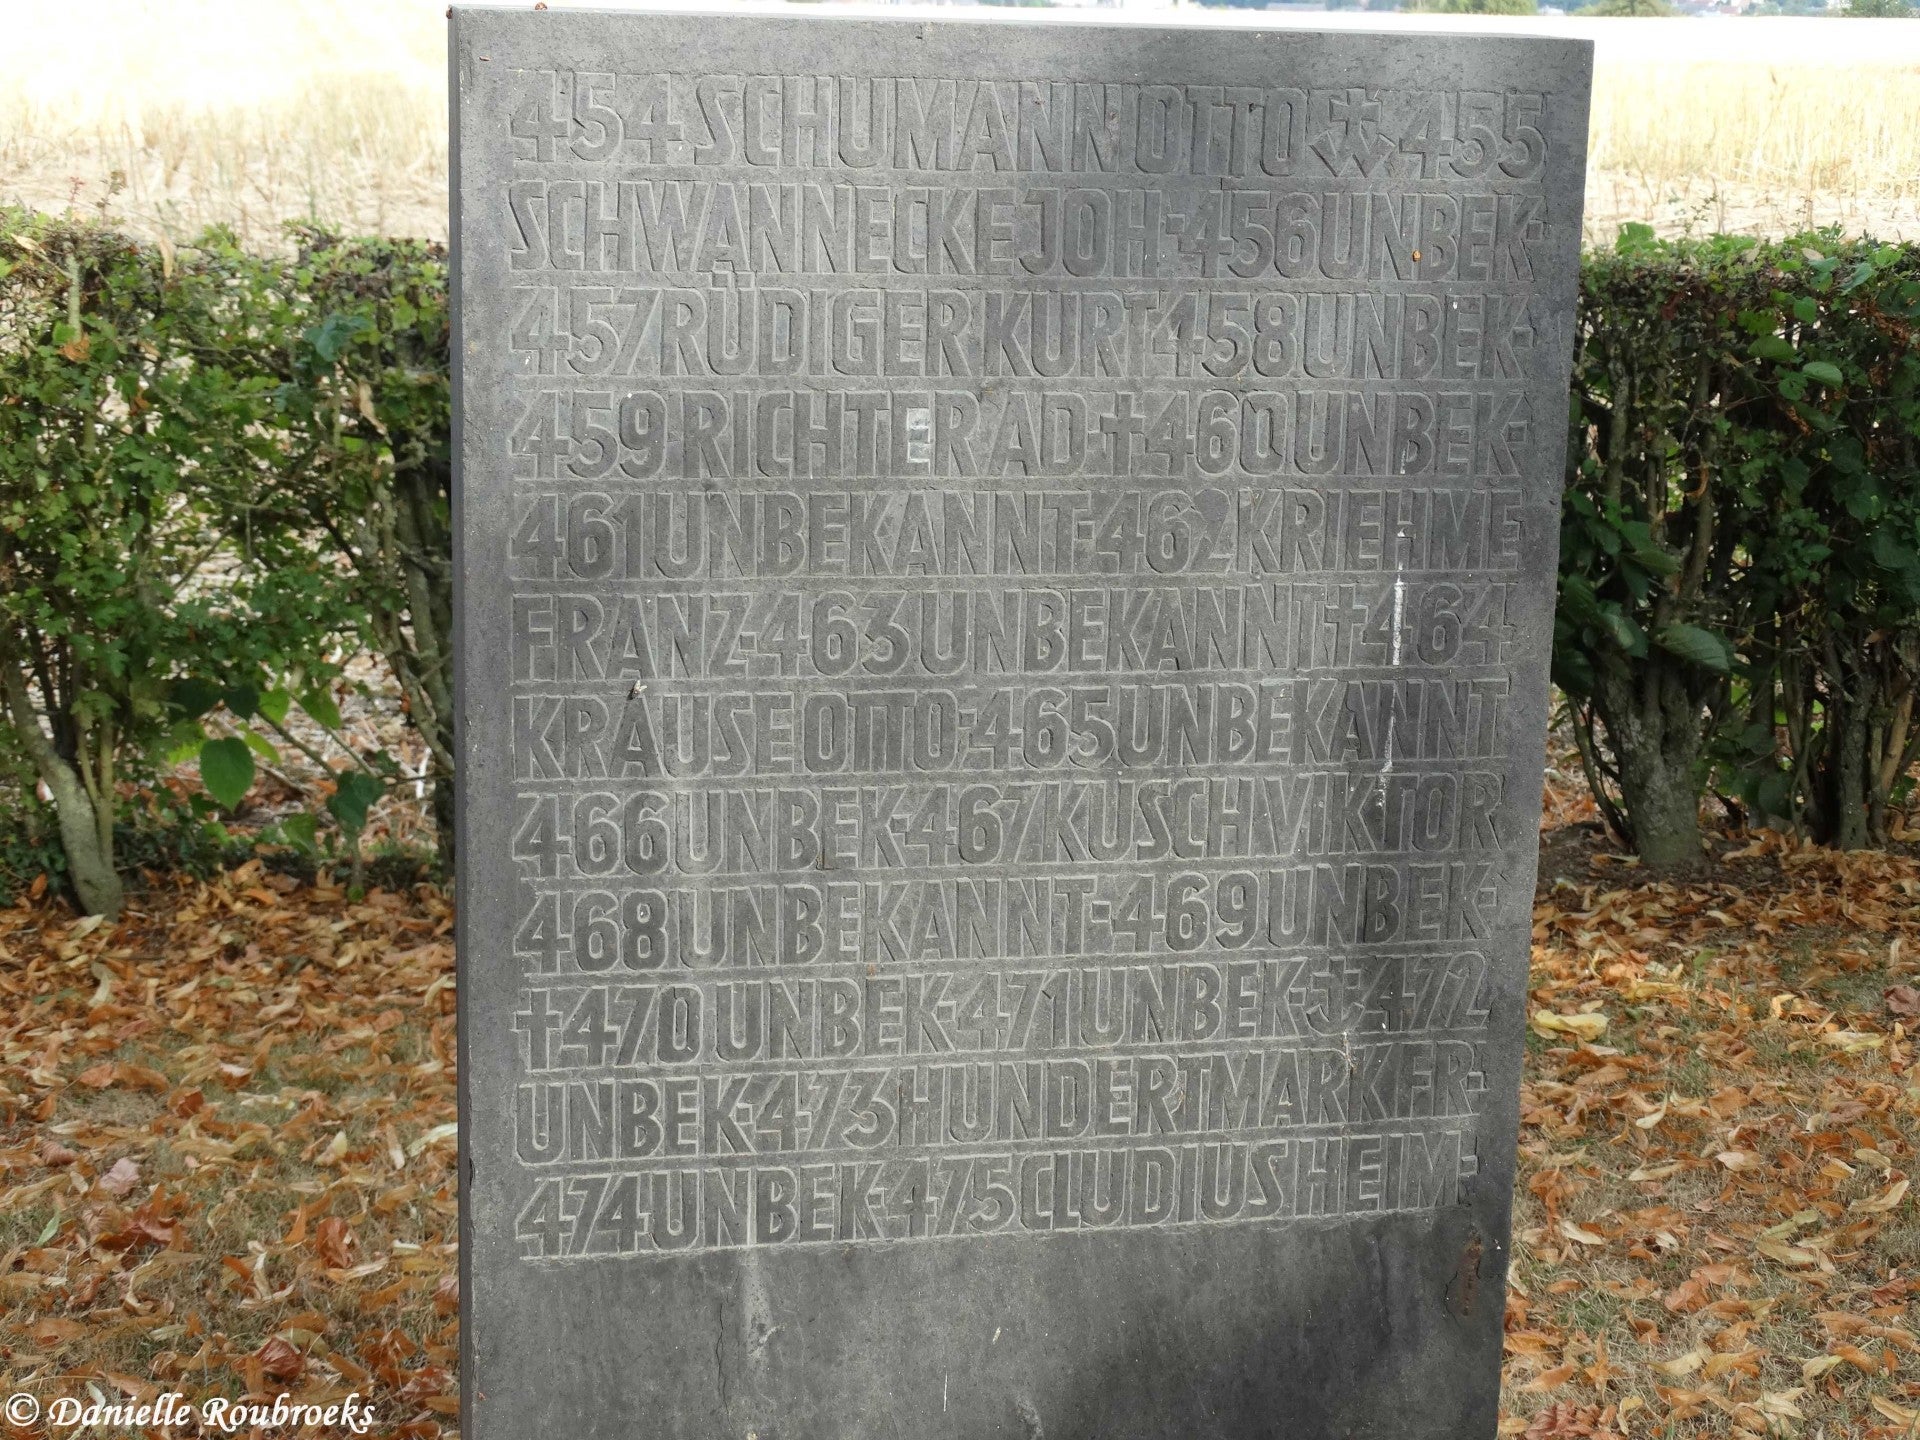 454 SCHUMANN OTTO 455
SCHWANNECKE JOH· 456 UNBEK·
457 RÜDIGER KURT 458 UNBEK·
459 RICHTER AD· † 460 UNBEK·
461 UNBEKANNT· 462 KRIEHME
FRANZ· 463 UNBEKANNT † 464
KRAUSE OTTO· 465 UNBEKANNT
466 UNBEK· 467 KUSCH VIKTOR
468 UNBEKANNT· 469 UNBEK·
† 470 UNBEK· 471 UNBEK· 472
UNBEK· 473 HUNDERTMARK FR·
474 UNBEK· 475 CLUDIUS HEIM·
© Danielle Roubroeks